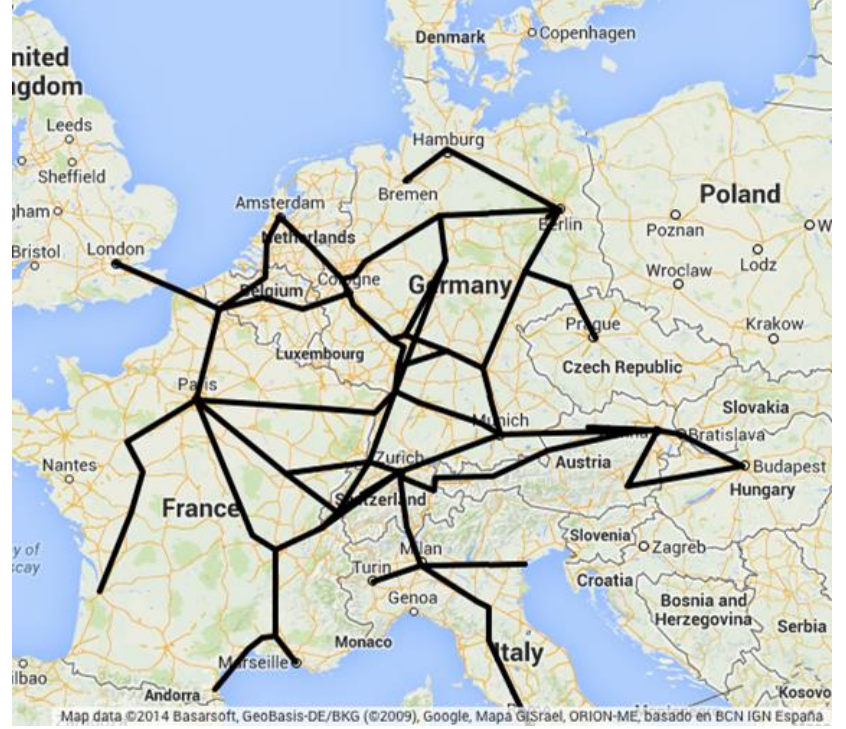 Denmark
Copenhagen
nited
gdom
Leeds
Hamburg
Sheffield
Bremen
Poland
Amsterdam
gham
Berlin
Poznan
W
Netherlands
Bristol
London
Lodz
Cologne
Wroclaw
Belgium
Germany
Prague
Krakow
Luxembourg
Czech Republic
Paris
Slovakia
Munich
Bratislava
Nantes
Zurich
Austria
Budapest
Hungary
Switzerland
France
Slovenia
Zagreb
y of
scay
Milan
Turin
Croatia
Genoa
Bosnia and
Herzegovina
Serbia
Monaco
Italy
Marseille
ilbao
Andorra
Kosovo
Map data ©2014 Basarsoft, GeoBasis-DE/BKG (©2009), Google, Mapa GISrael, ORION-ME, basado en BCN IGN España